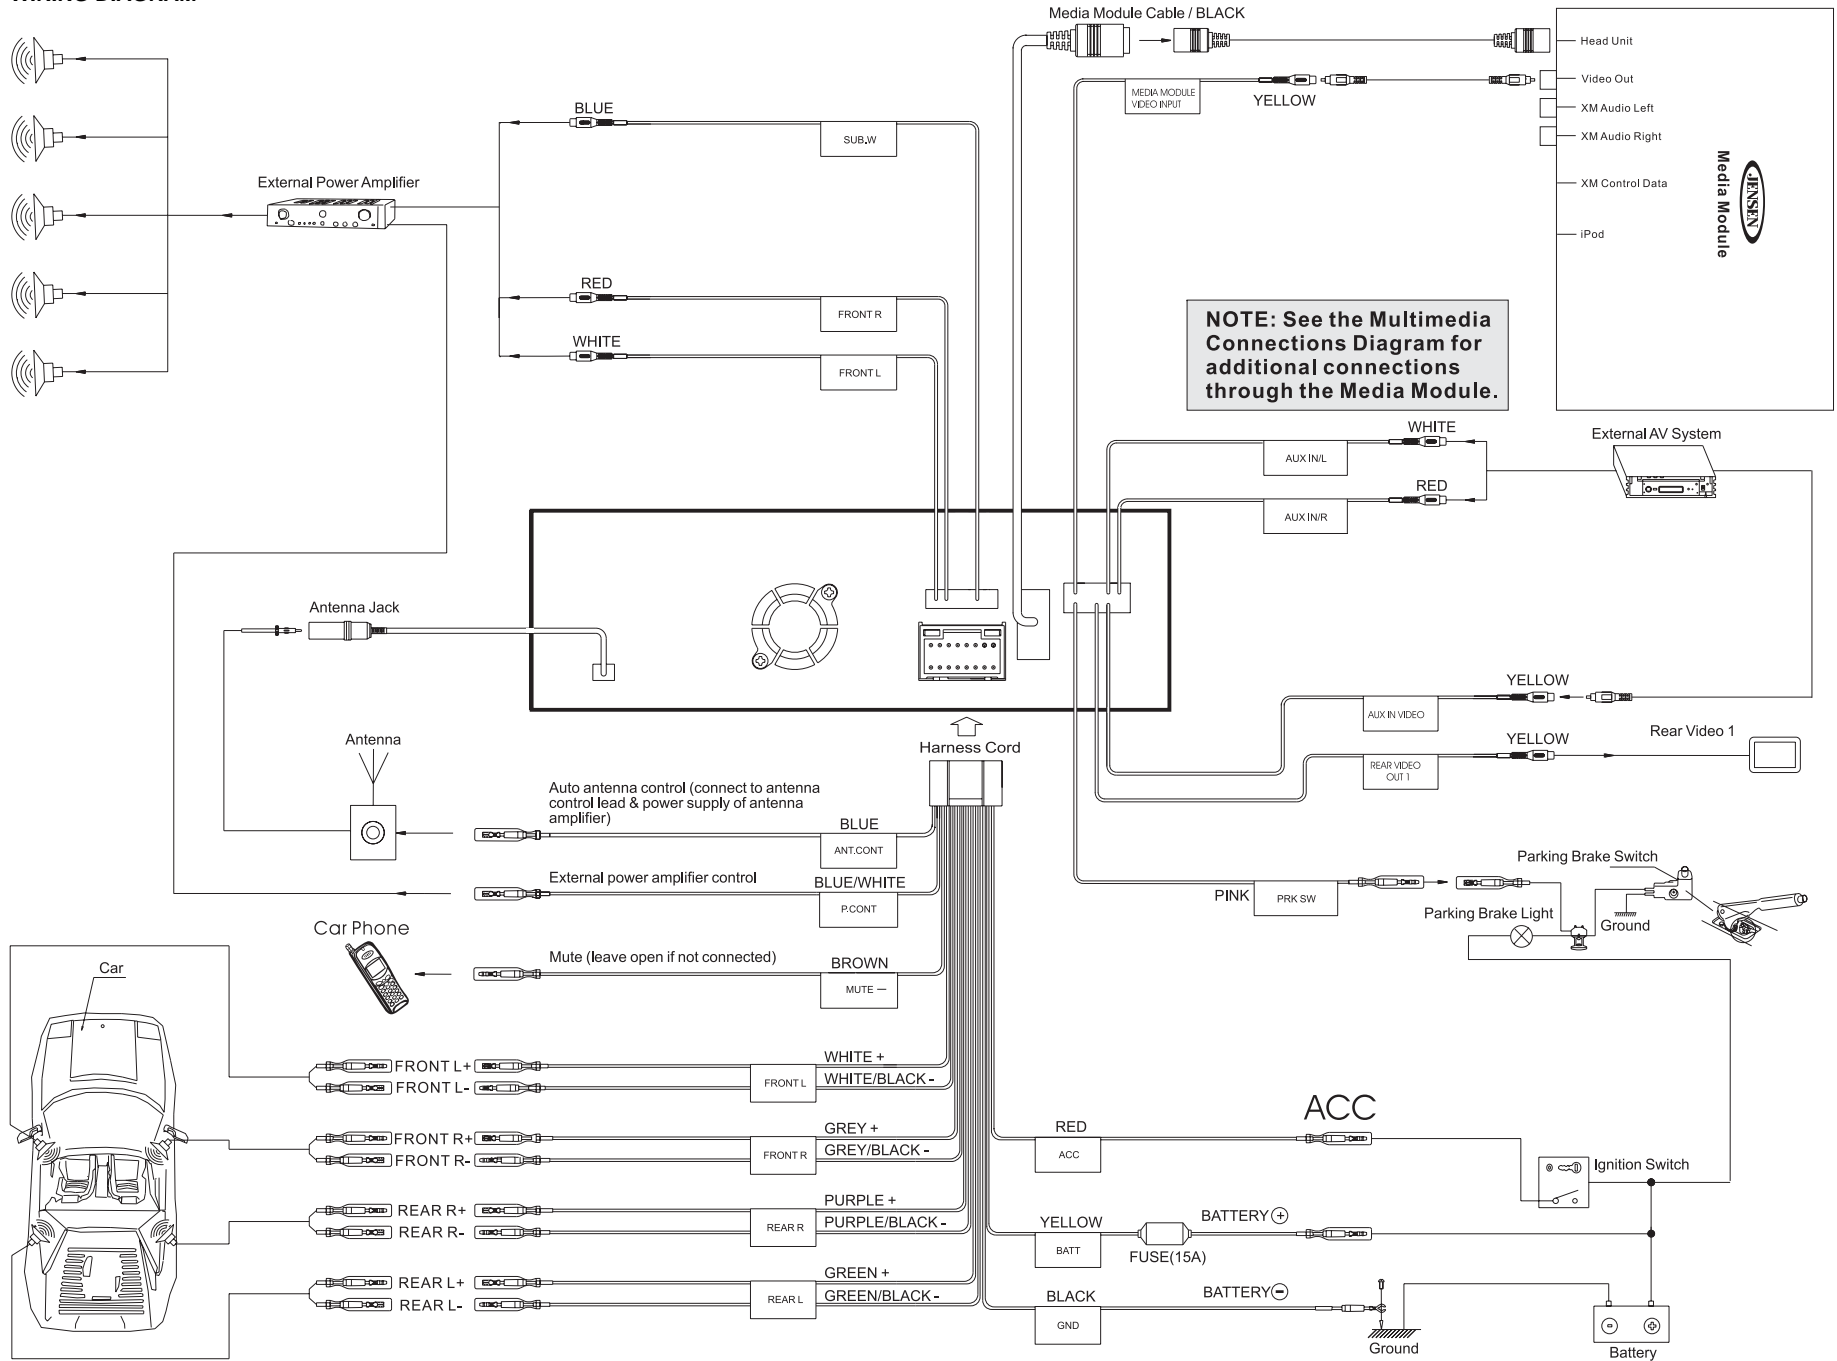 WIRING DIAGRAM
Media Module Cable / BLACK
Head Unit
Video Out
XM Audio Left
XM Audio Right
XM Control Data
iPod
JENSEN
Media Module
MEDIA MODULE
VIDEO INPUT
YELLOW
BLUE
SUB.W
External Power Amplifier
RED
FRONT R
WHITE
FRONT L
NOTE: See the Multimedia
Connections Diagram for
additional connections
through the Media Module.
WHITE
AUX IN/L
RED
AUX IN/R
External AV System
Antenna Jack
Antenna
YELLOW
AUX IN VIDEO
YELLOW
REAR VIDEO
OUT 1
Rear Video 1
Harness Cord
Auto antenna control (connect to antenna
control lead & power supply of antenna
amplifier)
BLUE
ANT.CONT
External power amplifier control
BLUE/WHITE
P.CONT
PINK
PRK SW
Parking Brake Switch
Parking Brake Light
Ground
Car Phone
Mute (leave open if not connected)
BROWN
MUTE —
Car
FRONT L+
FRONT L-
FRONT L
WHITE +
WHITE/BLACK -
FRONT R+
FRONT R-
FRONT R
GREY +
GREY/BLACK -
REAR R+
REAR R-
REAR R
PURPLE +
PURPLE/BLACK -
REAR L+
REAR L-
REAR L
GREEN +
GREEN/BLACK -
ACC
RED
ACC
Ignition Switch
YELLOW
BATT
FUSE(15A)
BATTERY⊕
BLACK
GND
BATTERY⊖
Ground
Battery